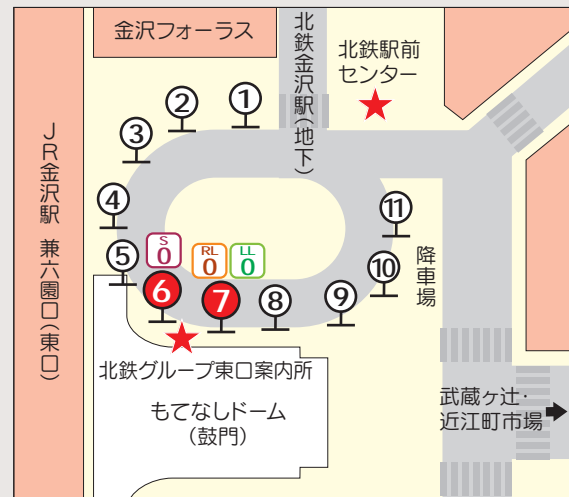 金沢フォーラス
北鉄金沢駅(地下)
北鉄駅前
センター
JR金沢駅 兼六園口(東口)
1
2
3
4
5
S
0
6
RL
0
LL
0
7
8
9
10
11
降車場
北鉄グループ東口案内所
もてなしドーム
(鼓門)
武蔵ヶ辻・
近江町市場